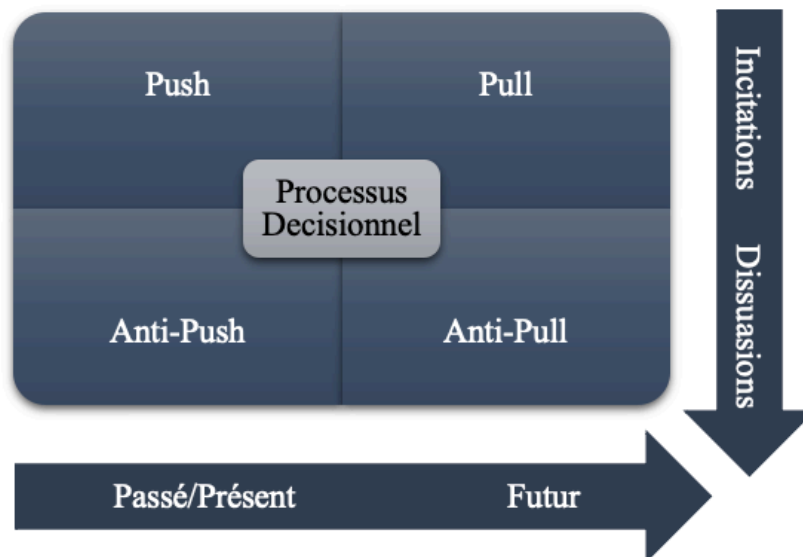 Push
Pull
Processus
Decisionnel
Anti-Push
Anti-Pull
Incitations
Dissuasions
Passé/Présent
Futur